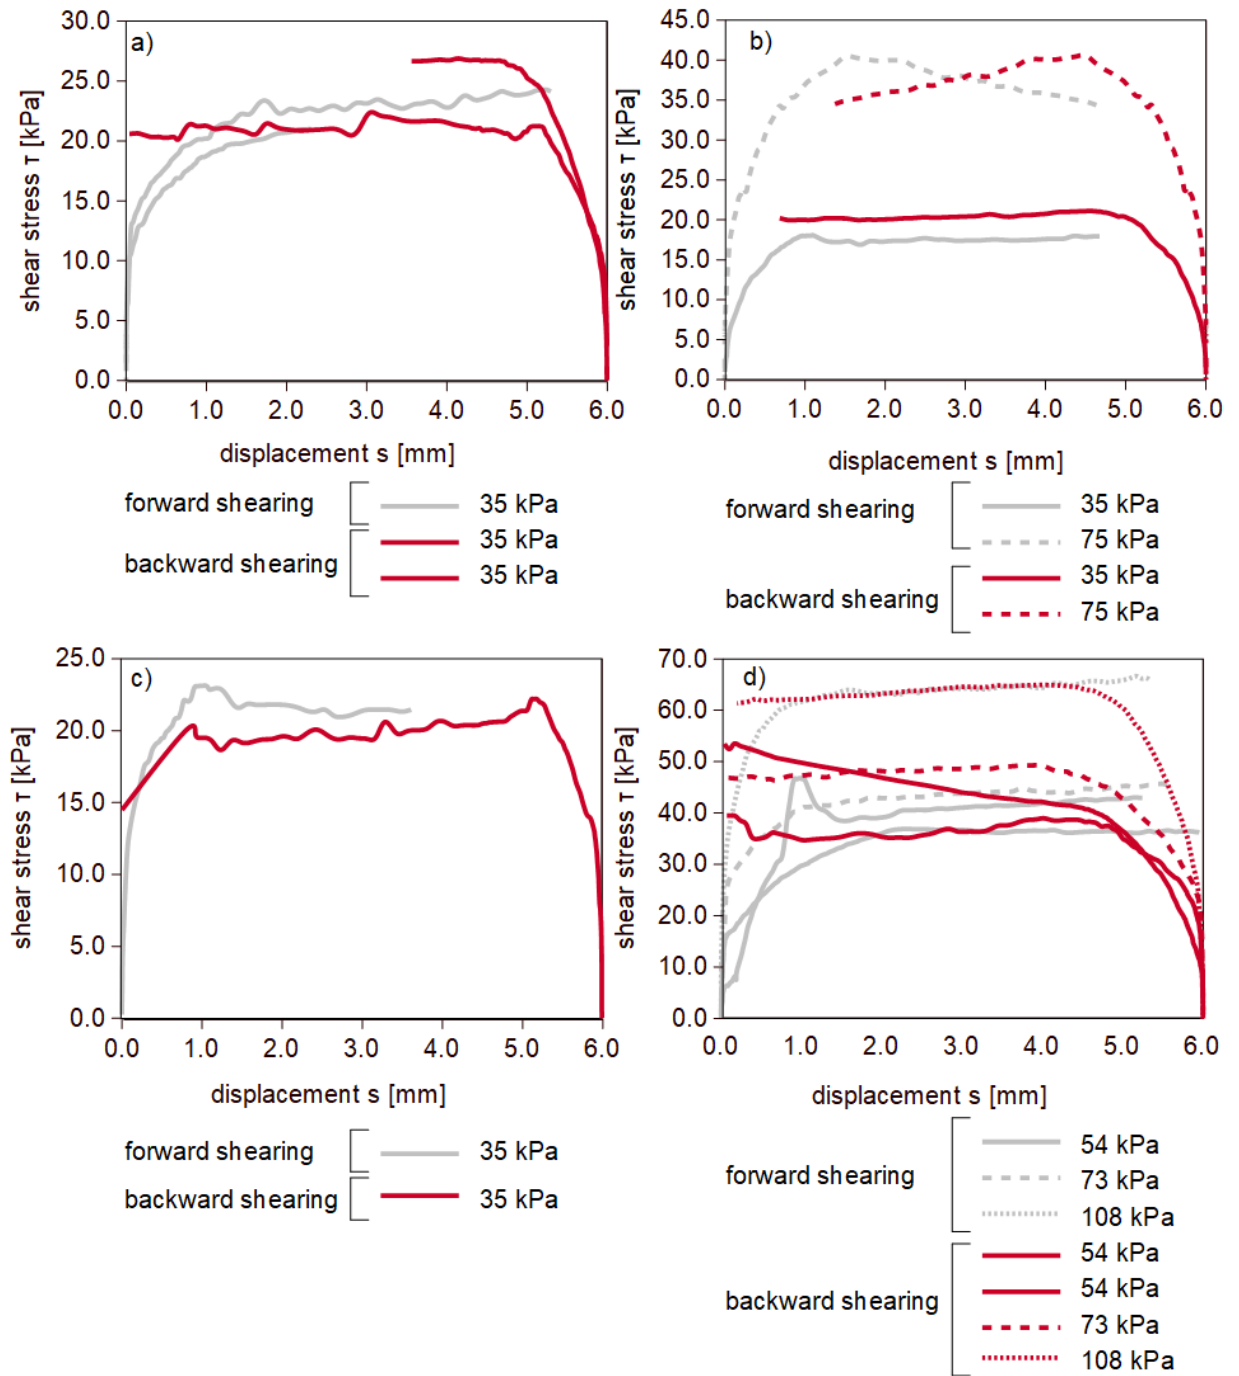 a)
shear stress τ [kPa]
30.0
25.0
20.0
15.0
10.0
5.0
0.0
0.0 1.0 2.0 3.0 4.0 5.0 6.0
displacement s [mm]
forward shearing
35 kPa
backward shearing
35 kPa
35 kPa
b)
shear stress τ [kPa]
45.0
40.0
35.0
30.0
25.0
20.0
15.0
10.0
5.0
0.0
0.0 1.0 2.0 3.0 4.0 5.0 6.0
displacement s [mm]
forward shearing
35 kPa
75 kPa
backward shearing
35 kPa
75 kPa
c)
shear stress τ [kPa]
25.0
20.0
15.0
10.0
5.0
0.0
0.0 1.0 2.0 3.0 4.0 5.0 6.0
displacement s [mm]
forward shearing
35 kPa
backward shearing
35 kPa
d)
shear stress τ [kPa]
70.0
60.0
50.0
40.0
30.0
20.0
10.0
0.0
0.0 1.0 2.0 3.0 4.0 5.0 6.0
displacement s [mm]
forward shearing
54 kPa
73 kPa
108 kPa
backward shearing
54 kPa
54 kPa
73 kPa
108 kPa